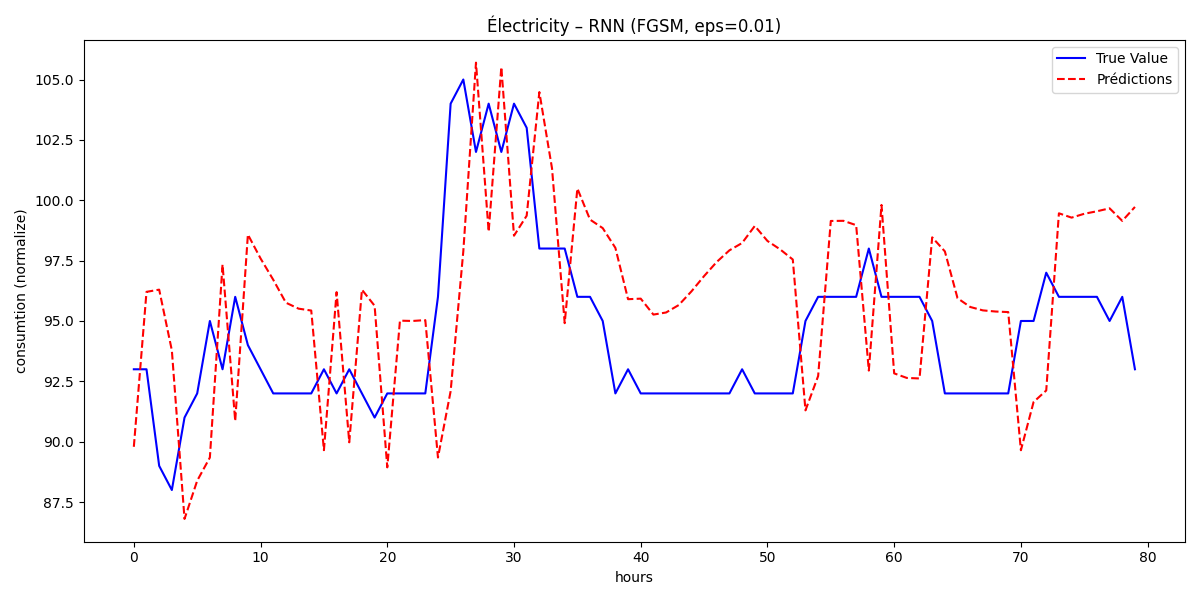 Électricity – RNN (FGSM, eps=0.01)
True Value
Prédictions
consumtion (normalize)
105.0
102.5
100.0
97.5
95.0
92.5
90.0
87.5
0 10 20 30 40 50 60 70 80
hours